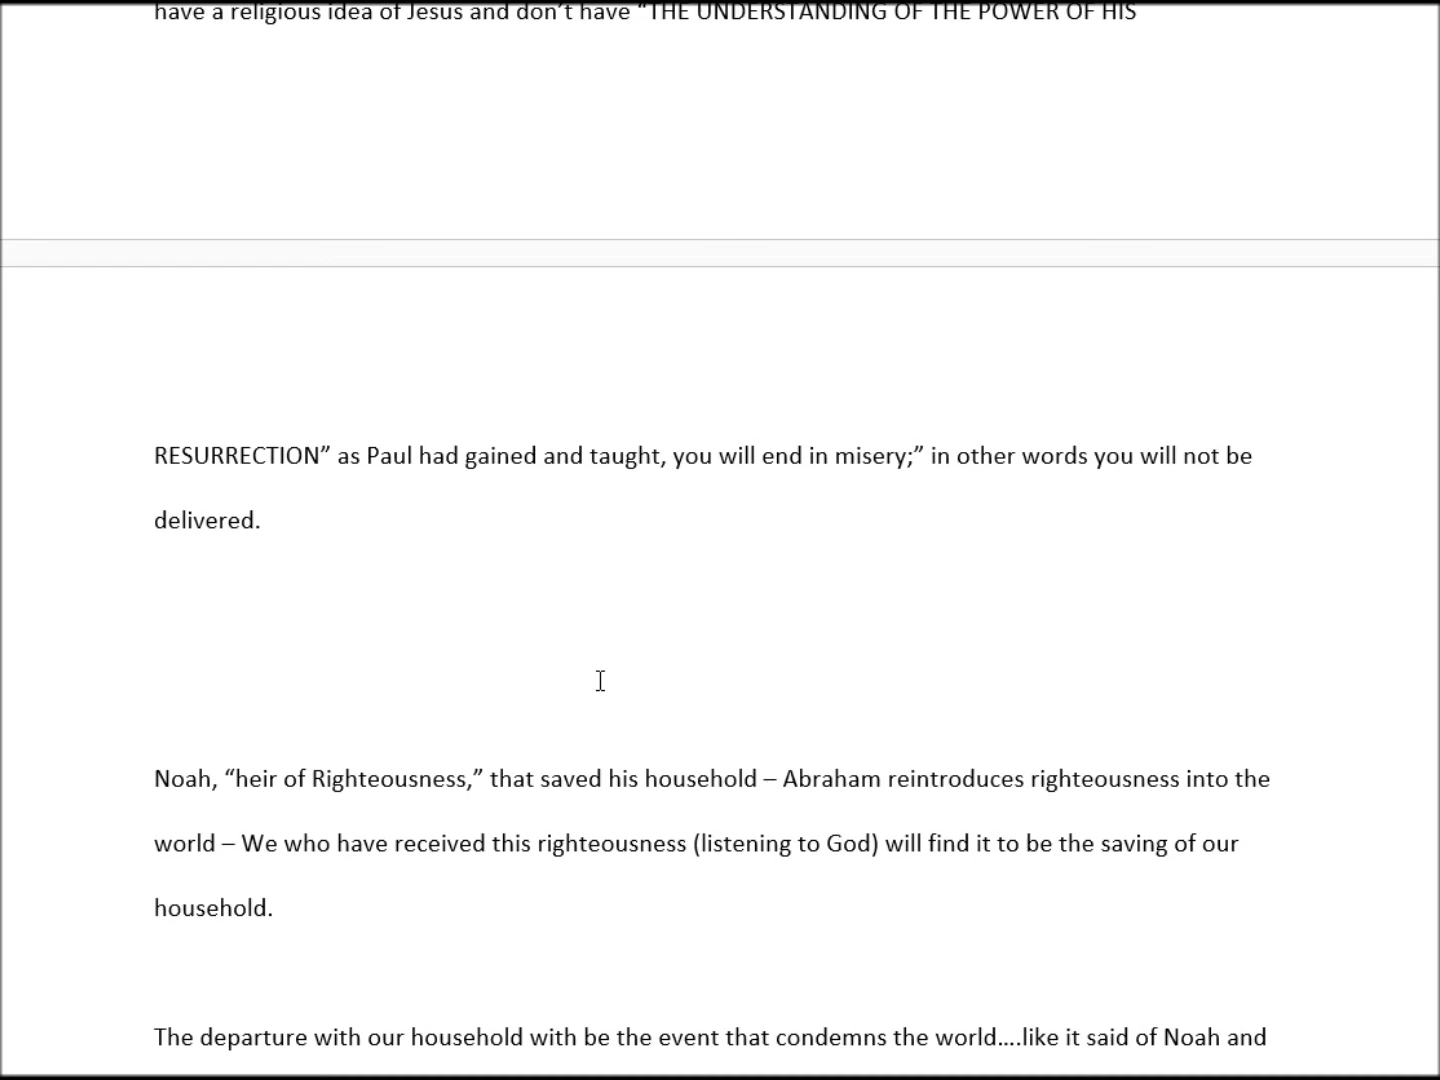 have a religious idea of Jesus and don’t have “THE UNDERSTANDING OF THE POWER OF HIS
RESURRECTION” as Paul had gained and taught, you will end in misery;” in other words you will not be
delivered.
Noah, “heir of Righteousness,” that saved his household – Abraham reintroduces righteousness into the
world – We who have received this righteousness (listening to God) will find it to be the saving of our
household.
The departure with our household with be the event that condemns the world….like it said of Noah and